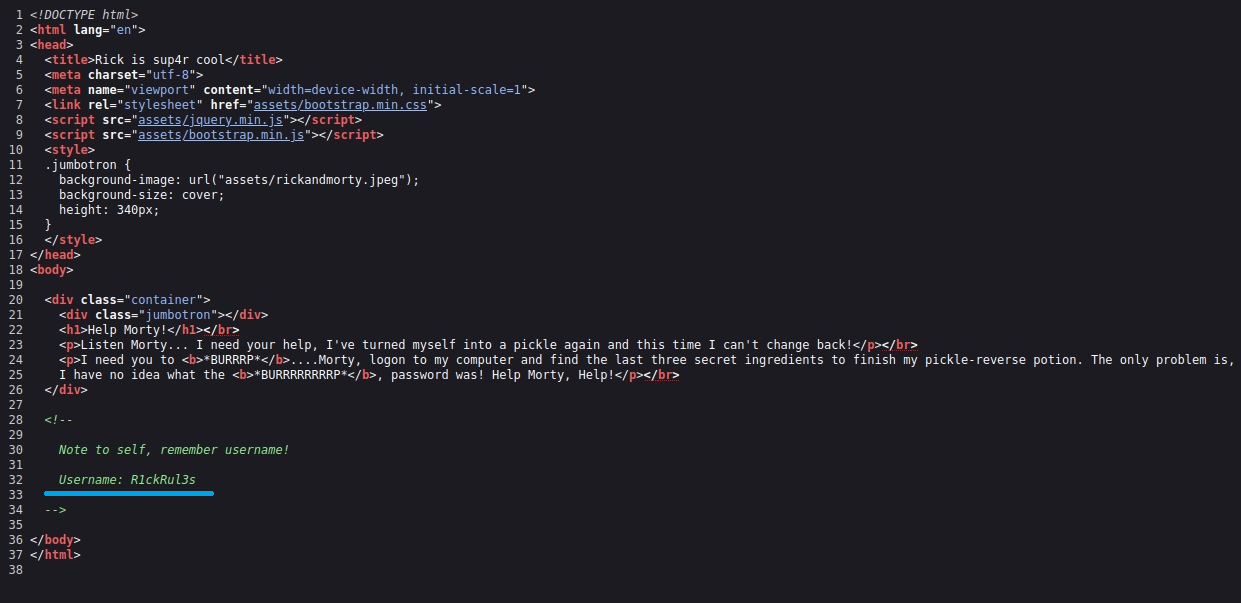 1 <!DOCTYPE html>
2 <html lang="en">
3 <head>
4   <title>Rick is sup4r cool</title>
5   <meta charset="utf-8">
6   <meta name="viewport" content="width=device-width, initial-scale=1">
7   <link rel="stylesheet" href="assets/bootstrap.min.css">
8   <script src="assets/jquery.min.js"></script>
9   <script src="assets/bootstrap.min.js"></script>
10   <style>
11   .jumbotron {
12     background-image: url("assets/rickandmorty.jpeg");
13     background-size: cover;
14     height: 340px;
15   }
16   </style>
17 </head>
18 <body>
19
20   <div class="container">
21     <div class="jumbotron"></div>
22     <h1>Help Morty!</h1></br>
23     <p>Listen Morty... I need your help, I've turned myself into a pickle again and this time I can't change back!</p></br>
24     <p>I need you to <b>*BURRRP*</b>....Morty, logon to my computer and find the last three secret ingredients to finish my pickle-reverse potion. The only problem is,
25     I have no idea what the <b>*BURRRRRRRRP*</b>, password was! Help Morty, Help!</p></br>
26   </div>
27
28   <!--
29
30     Note to self, remember username!
31
32     Username: R1ckRul3s
33
34   -->
35
36 </body>
37 </html>
38